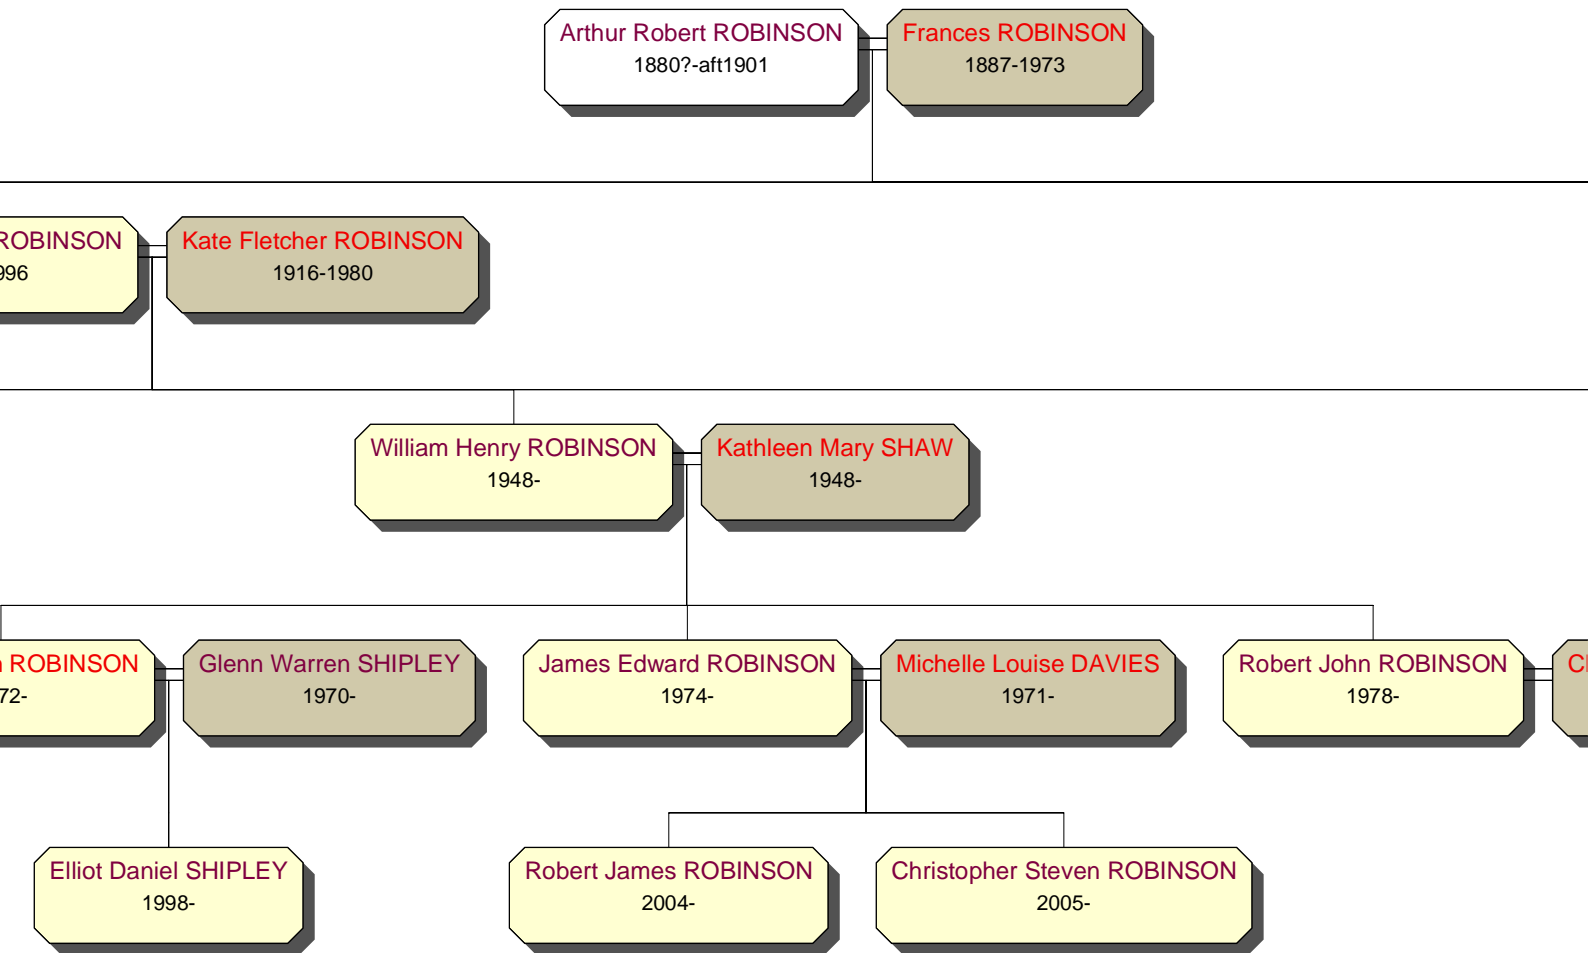 Arthur Robert ROBINSON
1880?-aft1901
Frances ROBINSON
1887-1973
ROBINSON
996
Kate Fletcher ROBINSON
1916-1980
William Henry ROBINSON
1948-
Kathleen Mary SHAW
1948-
ROBINSON
72-
Glenn Warren SHIPLEY
1970-
James Edward ROBINSON
1974-
Michelle Louise DAVIES
1971-
Robert John ROBINSON
1978-
Elliot Daniel SHIPLEY
1998-
Robert James ROBINSON
2004-
Christopher Steven ROBINSON
2005-